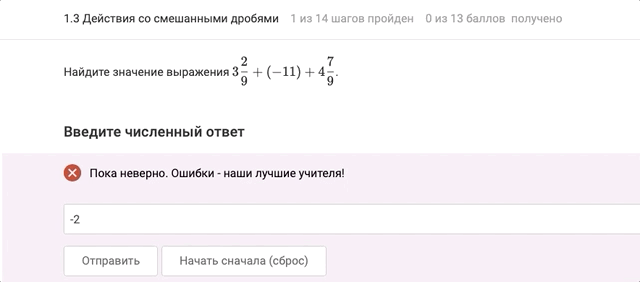 1.3 Действия со смешанными дробями 1 из 14 шагов пройден 0 из 13 баллов получено
Найдите значение выражения 3 2/9 + (−11) + 4 7/9.
Введите численный ответ
Пока неверно. Ошибки - наши лучшие учителя!
-2
Отправить Начать сначала (сброс)